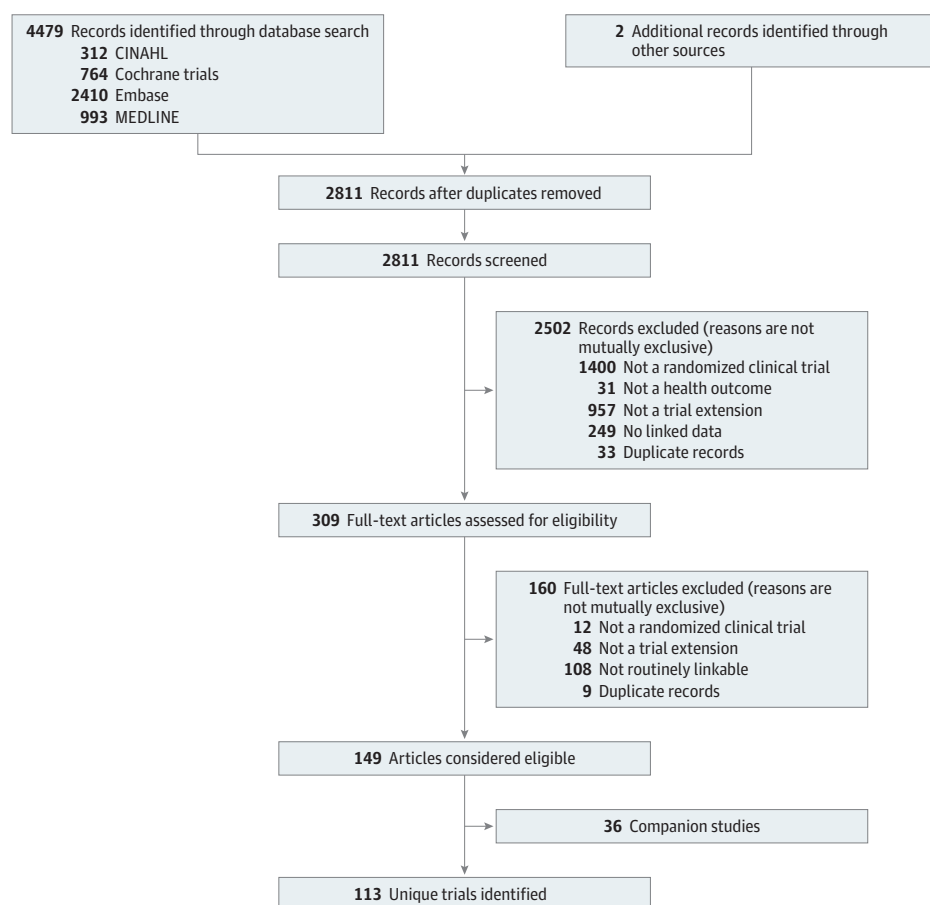 4479 Records identified through database search
312 CINAHL
764 Cochrane trials
2410 Embase
993 MEDLINE
2 Additional records identified through
other sources
2811 Records after duplicates removed
2811 Records screened
2502 Records excluded (reasons are not
mutually exclusive)
1400 Not a randomized clinical trial
31 Not a health outcome
957 Not a trial extension
249 No linked data
33 Duplicate records
309 Full-text articles assessed for eligibility
160 Full-text articles excluded (reasons are
not mutually exclusive)
12 Not a randomized clinical trial
48 Not a trial extension
108 Not routinely linkable
9 Duplicate records
149 Articles considered eligible
36 Companion studies
113 Unique trials identified